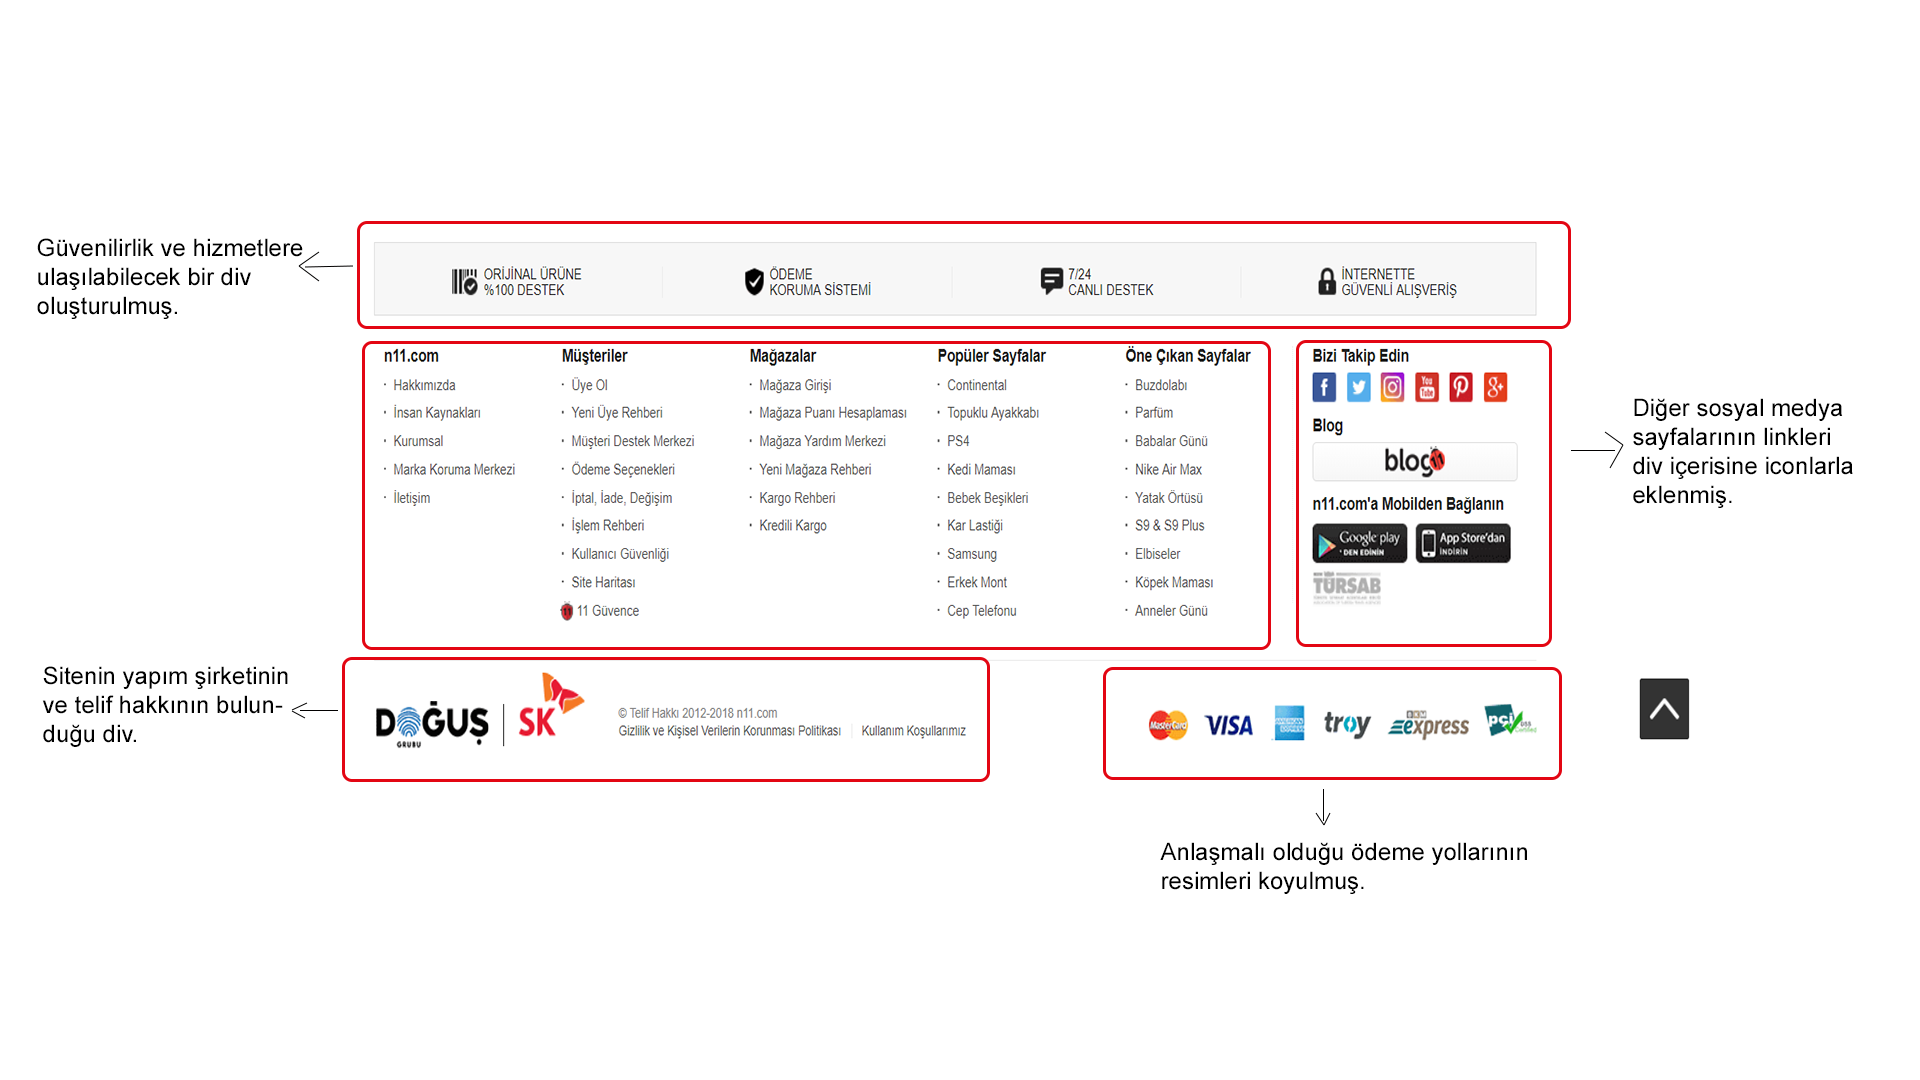 Güvenilirlik ve hizmetlere
ulaşılabilecek bir div
oluşturulmuş.
ORİJİNAL ÜRÜNE
%100 DESTEK
ÖDEME
KORUMA SİSTEMİ
7/24
CANLI DESTEK
İNTERNETTE
GÜVENLİ ALIŞVERİŞ
n11.com
Hakkımızda
İnsan Kaynakları
Kurumsal
Marka Koruma Merkezi
İletişim
Müşteriler
Üye Ol
Yeni Üye Rehberi
Müşteri Destek Merkezi
Ödeme Seçenekleri
İptal, İade, Değişim
İşlem Rehberi
Kullanıcı Güvenliği
Site Haritası
11 Güvence
Mağazalar
Mağaza Girişi
Mağaza Puanı Hesaplaması
Mağaza Yardım Merkezi
Yeni Mağaza Rehberi
Kargo Rehberi
Kredili Kargo
Popüler Sayfalar
Continental
Topuklu Ayakkabı
PS4
Kedi Maması
Bebek Beşikleri
Kar Lastiği
Samsung
Erkek Mont
Cep Telefonu
Öne Çıkan Sayfalar
Buzdolabı
Parfüm
Babalar Günü
Nike Air Max
Yatak Örtüsü
S9 & S9 Plus
Elbiseler
Köpek Maması
Anneler Günü
Bizi Takip Edin
You Tube
Blog
blog 11
n11.com'a Mobilden Bağlanın
Google play
'DEN EDİNİN
App Store'dan
İNDİRİN
TÜRSAB
Diğer sosyal medya
sayfalarının linkleri
div içerisine iconlarla
eklenmiş.
Sitenin yapım şirketinin
ve telif hakkının bulun-
duğu div.
DOĞUŞ
GRUBU
SK
© Telif Hakkı 2012-2018 n11.com
Gizlilik ve Kişisel Verilerin Korunması Politikası
Kullanım Koşullarımız
MasterCard
VISA
AMERICAN EXPRESS
troy
BKM express
pci DSS Certified
Anlaşmalı olduğu ödeme yollarının
resimleri koyulmuş.